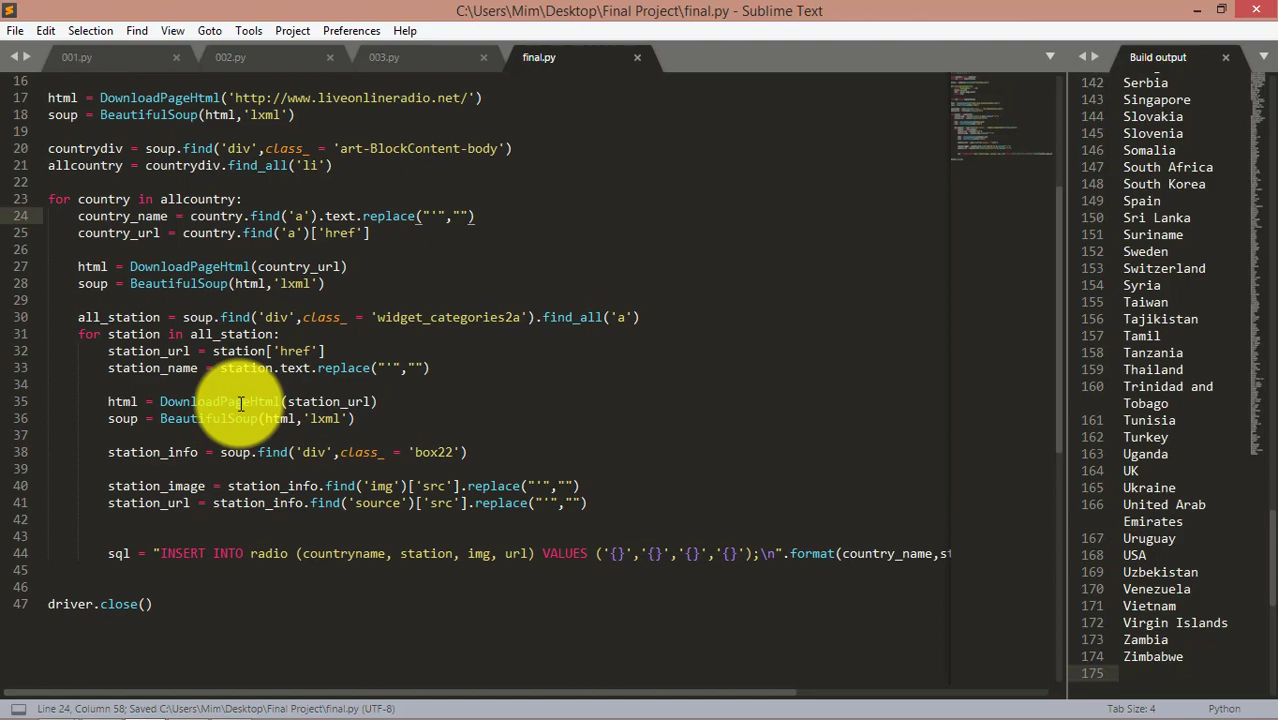 C:\Users\Mim\Desktop\Final Project\final.py - Sublime Text
File Edit Selection Find View Goto Tools Project Preferences Help
001.py 002.py 003.py final.py Build output
16
17 html = DownloadPageHtml('http://www.liveonlineradio.net/')
18 soup = BeautifulSoup(html,'lxml')
19
20 countrydiv = soup.find('div',class_ = 'art-BlockContent-body')
21 allcountry = countrydiv.find_all('li')
22
23 for country in allcountry:
24 country_name = country.find('a').text.replace("'","")
25 country_url = country.find('a')['href']
26
27 html = DownloadPageHtml(country_url)
28 soup = BeautifulSoup(html,'lxml')
29
30 all_station = soup.find('div',class_ = 'widget_categories2a').find_all('a')
31 for station in all_station:
32 station_url = station['href']
33 station_name = station.text.replace("'","")
34
35 html = DownloadPageHtml(station_url)
36 soup = BeautifulSoup(html,'lxml')
37
38 station_info = soup.find('div',class_ = 'box22')
39
40 station_image = station_info.find('img')['src'].replace("'","")
41 station_url = station_info.find('source')['src'].replace("'","")
42
43
44 sql = "INSERT INTO radio (countryname, station, img, url) VALUES ('{}','{}','{}','{}');\n".format(country_name,st
45
46
47 driver.close()
142 Serbia
143 Singapore
144 Slovakia
145 Slovenia
146 Somalia
147 South Africa
148 South Korea
149 Spain
150 Sri Lanka
151 Suriname
152 Sweden
153 Switzerland
154 Syria
155 Taiwan
156 Tajikistan
157 Tamil
158 Tanzania
159 Thailand
160 Trinidad and
Tobago
161 Tunisia
162 Turkey
163 Uganda
164 UK
165 Ukraine
166 United Arab
Emirates
167 Uruguay
168 USA
169 Uzbekistan
170 Venezuela
171 Vietnam
172 Virgin Islands
173 Zambia
174 Zimbabwe
175
Line 24, Column 58; Saved C:\Users\Mim\Desktop\Final Project\final.py (UTF-8) Tab Size: 4 Python